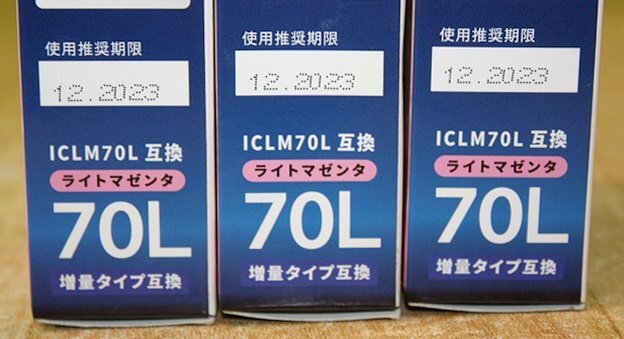 使用推奨期限
12.2023
ICLM70L 互換
ライトマゼンタ
70L
増量タイプ互換
使用推奨期限
12.2023
ICLM70L 互換
ライトマゼンタ
70L
増量タイプ互換
使用推奨期限
12.2023
ICLM70L 互換
ライトマゼンタ
70L
増量タイプ互換